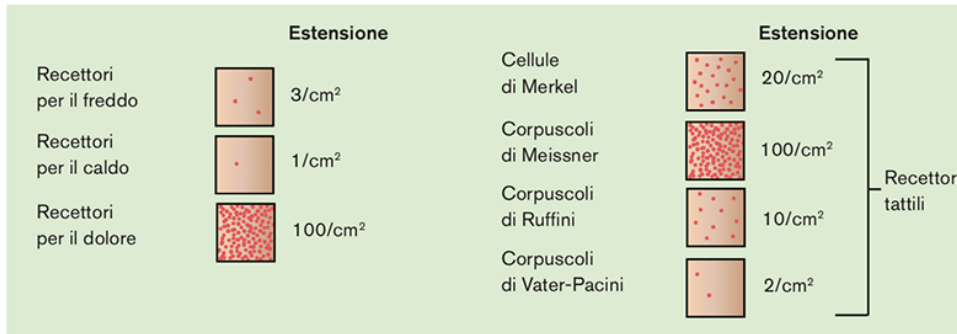 Estensione
Recettori
per il freddo
3/cm²
Recettori
per il caldo
1/cm²
Recettori
per il dolore
100/cm²
Estensione
Cellule
di Merkel
20/cm²
Corpuscoli
di Meissner
100/cm²
Corpuscoli
di Ruffini
10/cm²
Corpuscoli
di Vater-Pacini
2/cm²
Recettor
tattili